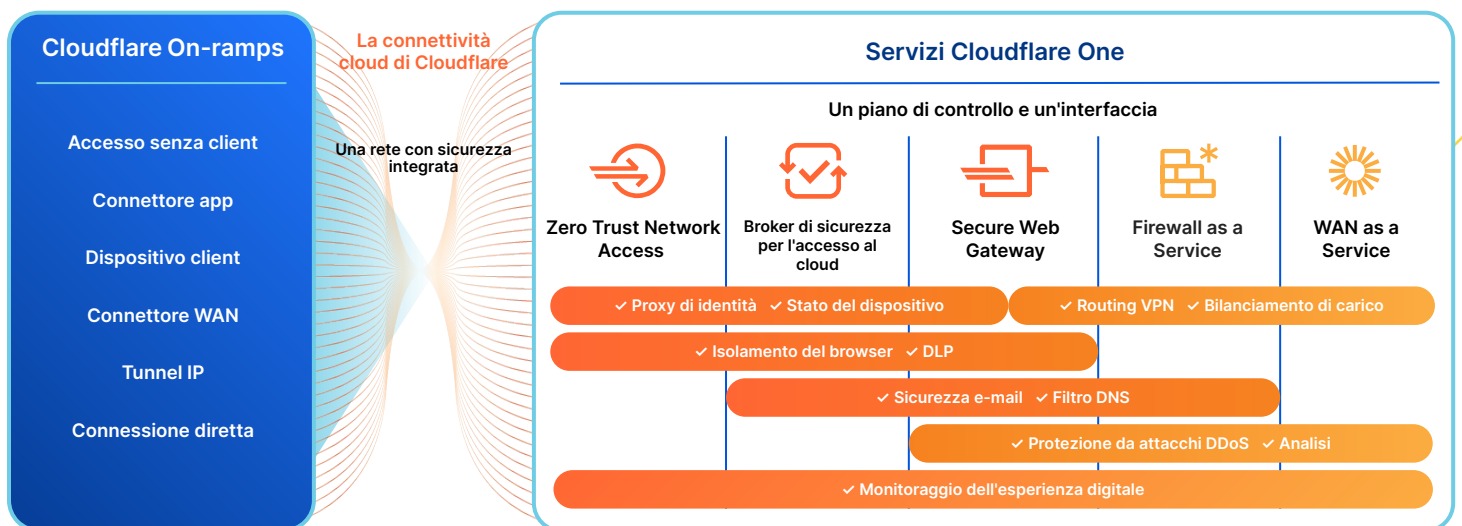 Cloudflare On-ramps
Accesso senza client
Connettore app
Dispositivo client
Connettore WAN
Tunnel IP
Connessione diretta
La connettività
cloud di Cloudflare
Una rete con sicurezza
integrata
Servizi Cloudflare One
Un piano di controllo e un'interfaccia
Zero Trust Network
Access
Broker di sicurezza
per l'accesso al
cloud
Secure Web
Gateway
Firewall as a
Service
WAN as a
Service
✓ Proxy di identità ✓ Stato del dispositivo
✓ Routing VPN ✓ Bilanciamento di carico
✓ Isolamento del browser ✓ DLP
✓ Sicurezza e-mail ✓ Filtro DNS
✓ Protezione da attacchi DDoS ✓ Analisi
✓ Monitoraggio dell'esperienza digitale